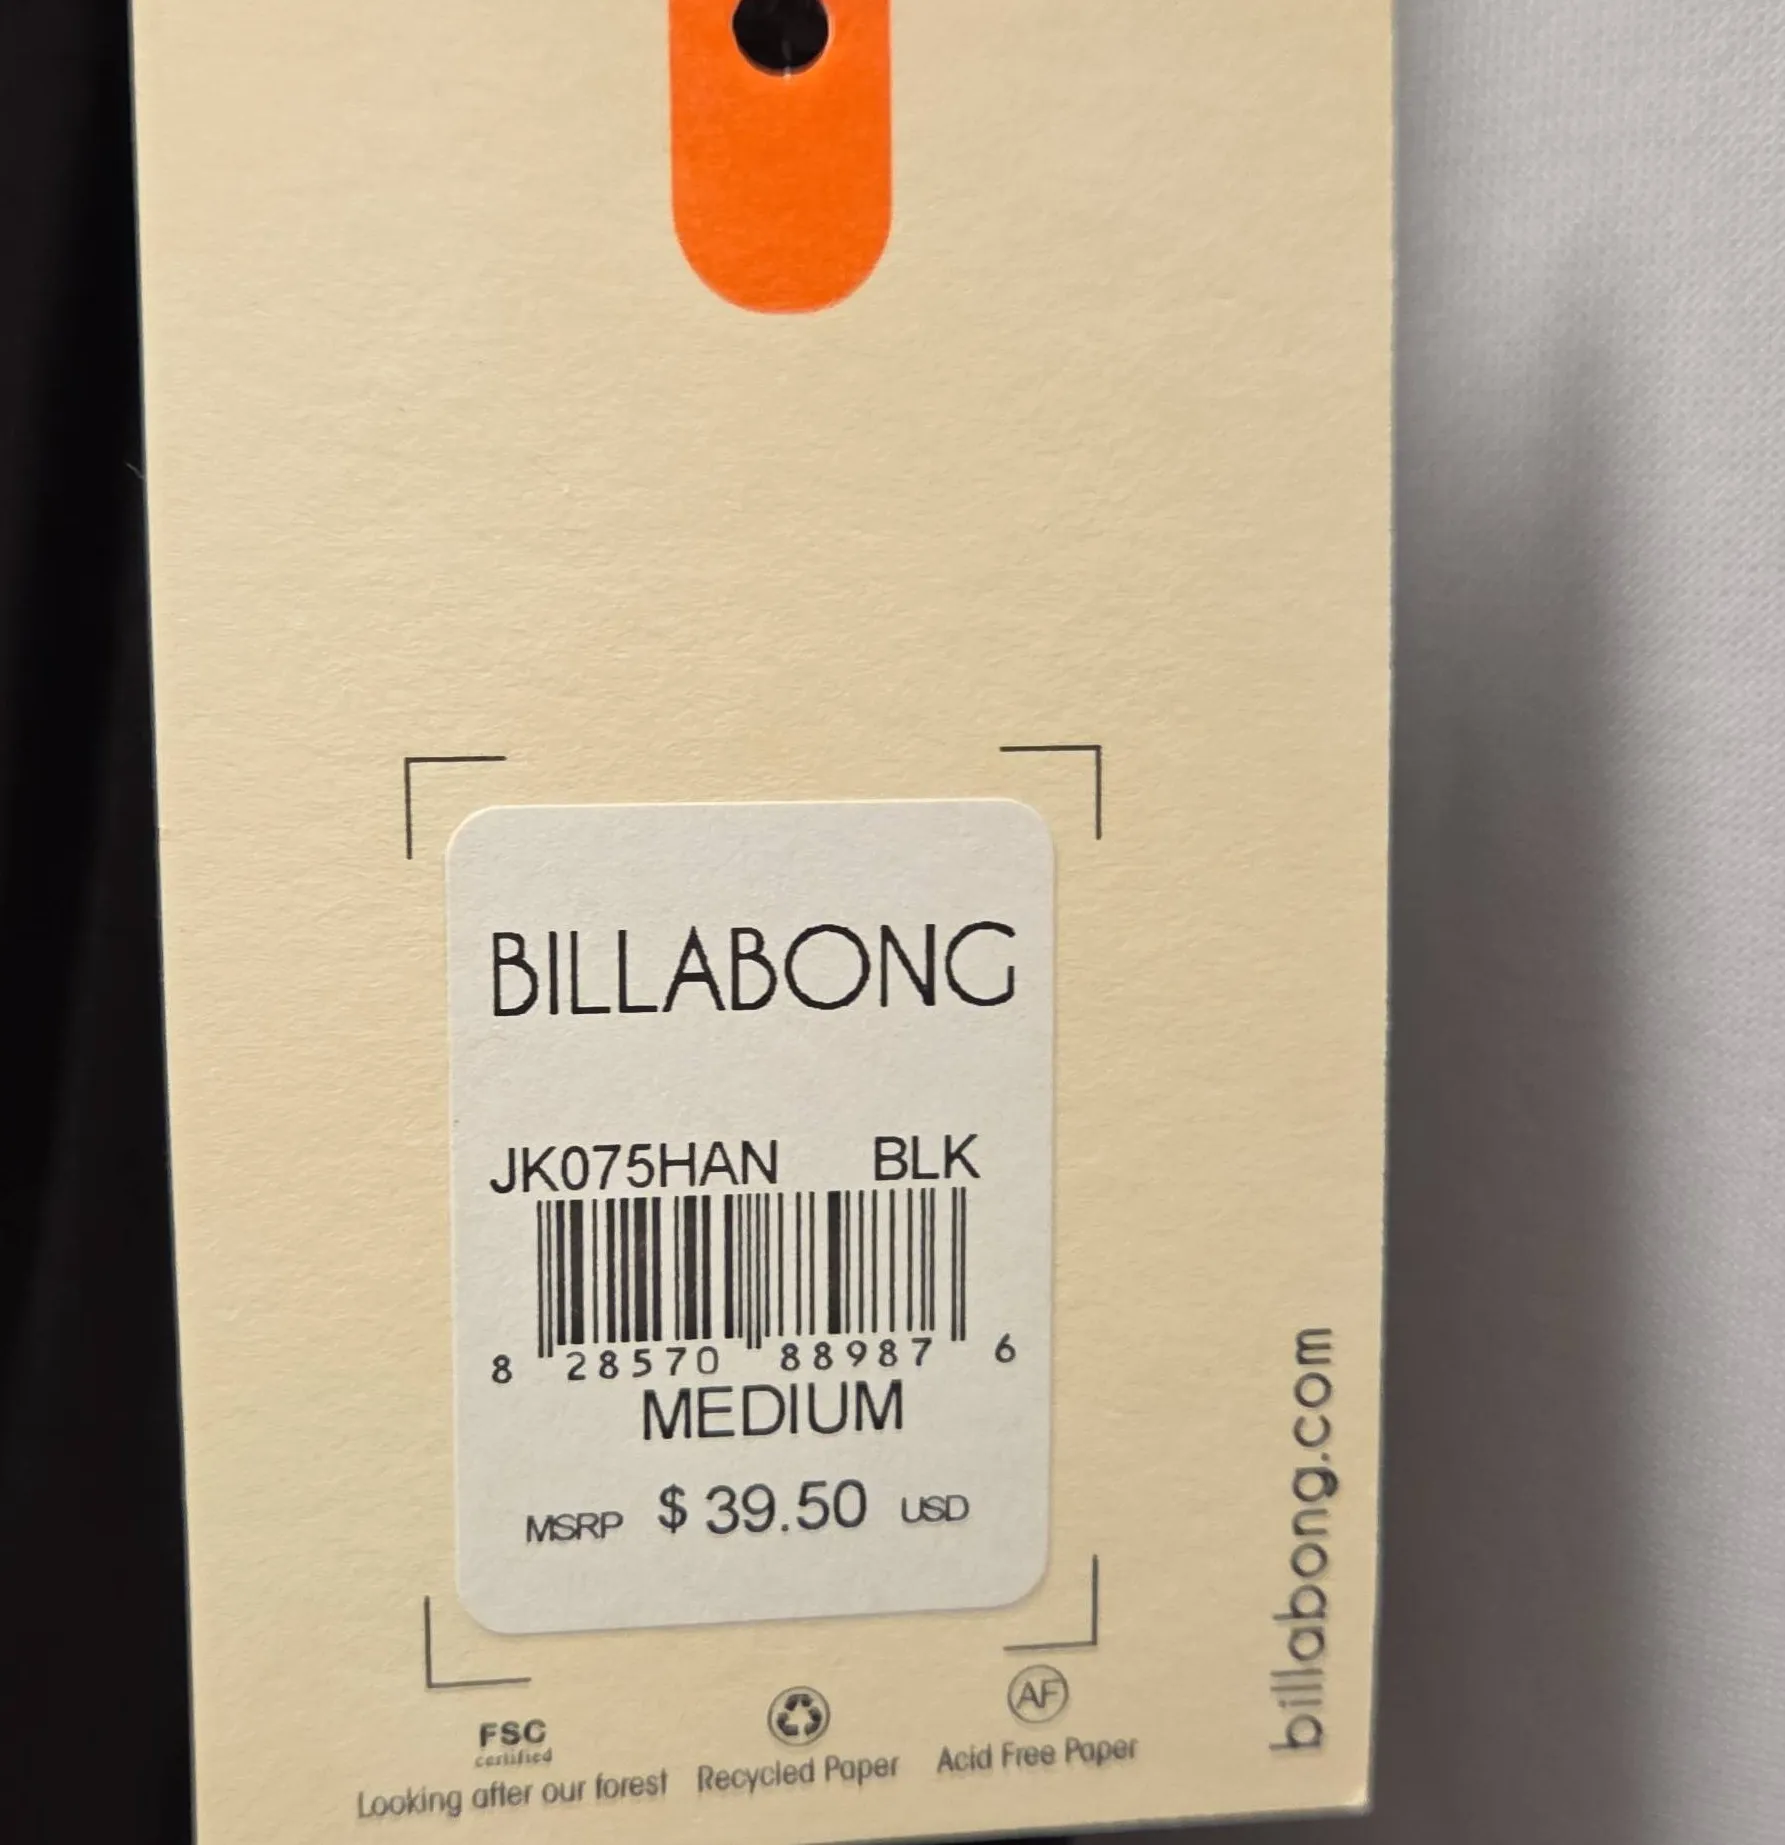 BILLABONG
JK075HAN BLK
8 28570 88987 6
MEDIUM
MSRP $ 39.50 USD
FSC
certified
Looking after our forest
Recycled Paper
AF
Acid Free Paper
billabong.com